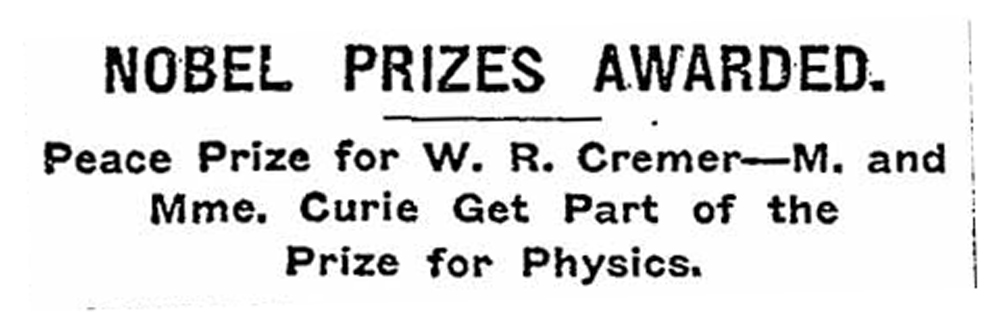 NOBEL PRIZES AWARDED.
Peace Prize for W. R. Cremer—M. and
Mme. Curie Get Part of the
Prize for Physics.